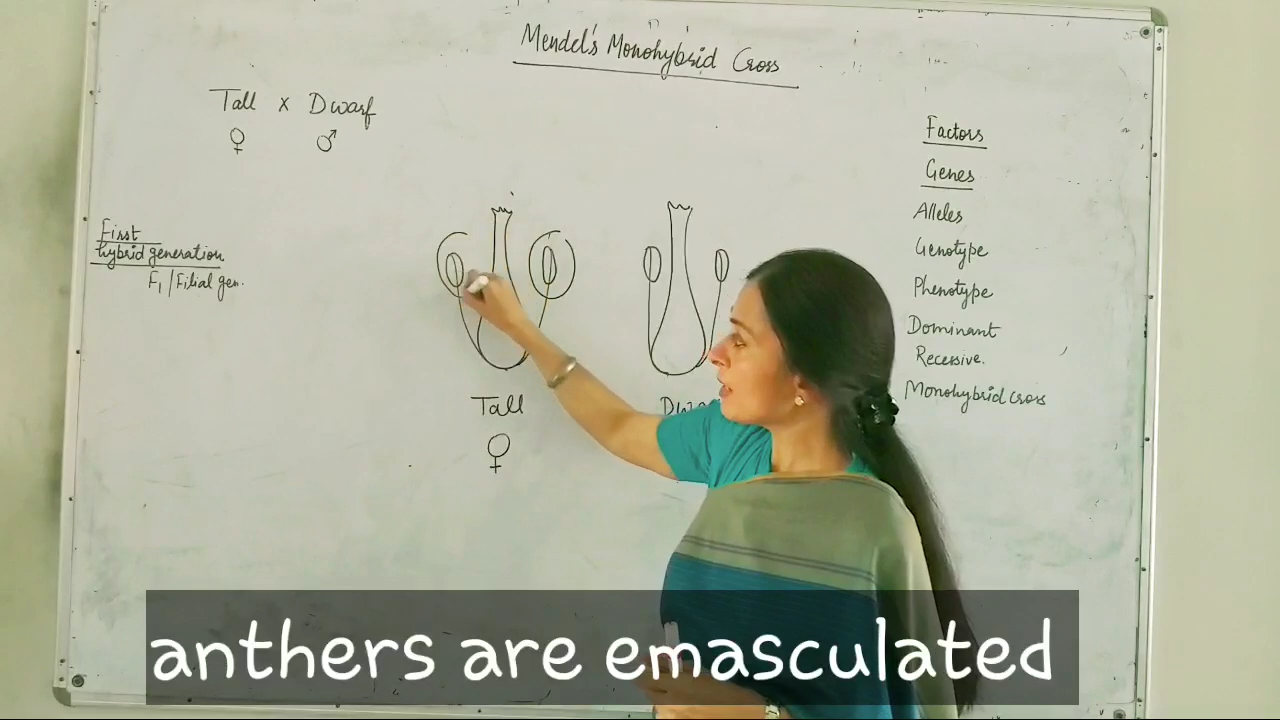 Mendel's Monohybrid Cross
Tall x Dwarf
♀ ♂
First
hybrid generation
F₁ / Filial gen.
Tall
♀
Factors
Genes
Alleles
Genotype
Phenotype
Dominant
Recessive.
Monohybrid cross
anthers are emasculated